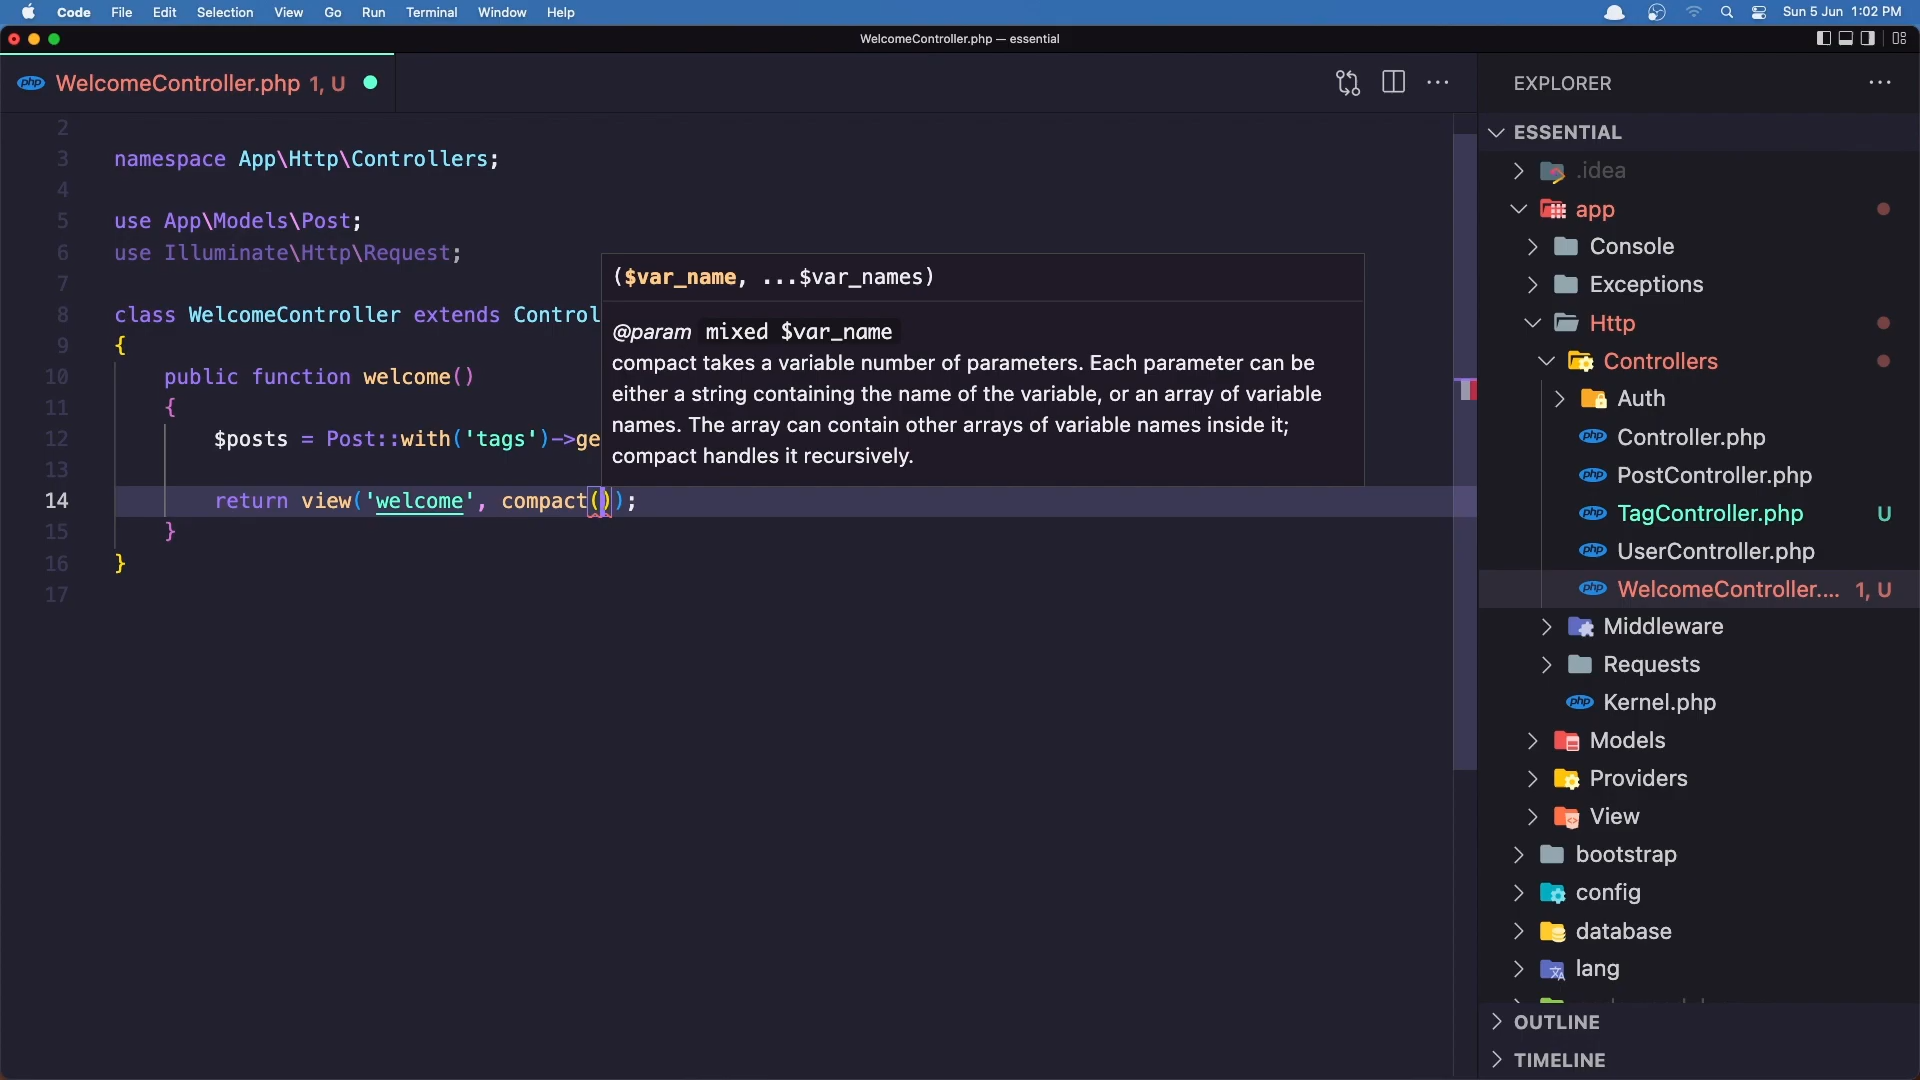 Code File Edit Selection View Go Run Terminal Window Help Sun 5 Jun 1:02 PM
WelcomeController.php — essential
php WelcomeController.php 1, U
2
3 namespace App\Http\Controllers;
4
5 use App\Models\Post;
6 use Illuminate\Http\Request;
7
8 class WelcomeController extends Control
9 {
10 public function welcome()
11 {
12 $posts = Post::with('tags')->ge
13
14 return view('welcome', compact());
15 }
16 }
17
($var_name, ...$var_names)
@param mixed $var_name
compact takes a variable number of parameters. Each parameter can be
either a string containing the name of the variable, or an array of variable
names. The array can contain other arrays of variable names inside it;
compact handles it recursively.
EXPLORER
ESSENTIAL
.idea
app
Console
Exceptions
Http
Controllers
Auth
php Controller.php
php PostController.php
php TagController.php U
php UserController.php
php WelcomeController.... 1, U
Middleware
Requests
php Kernel.php
Models
Providers
View
bootstrap
config
database
lang
OUTLINE
TIMELINE